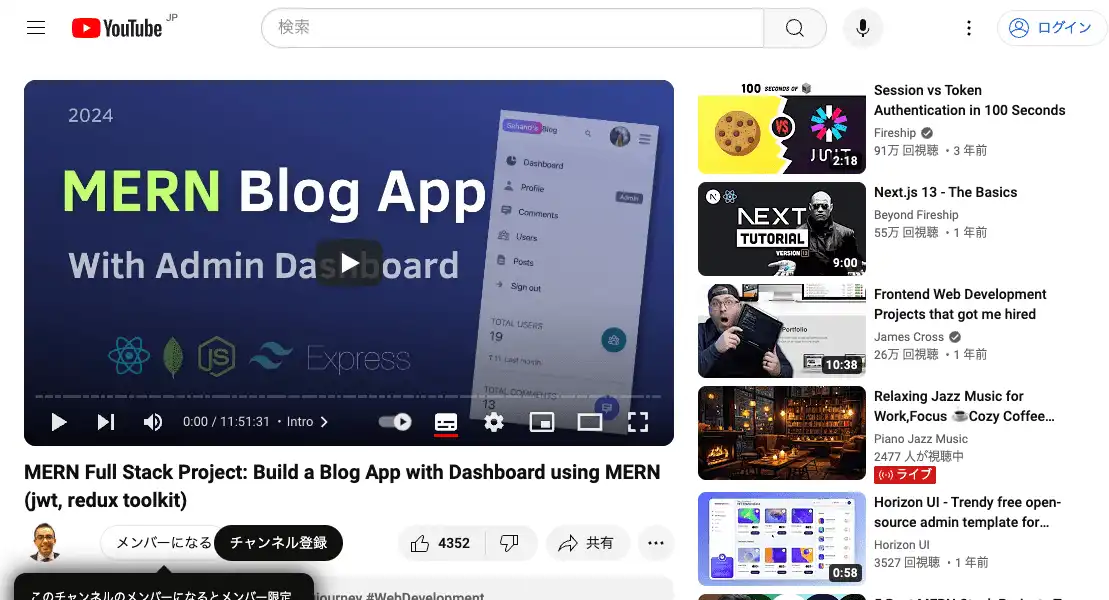 YouTube JP
検索
ログイン
2024
MERN Blog App
With Admin Dashboard
Express
Sahand's Blog
Dashboard
Profile
Admin
Comments
Users
Posts
Sign out
TOTAL USERS
19
Last month
TOTAL COMMENTS
13
0:00 / 11:51:31 • Intro
MERN Full Stack Project: Build a Blog App with Dashboard using MERN
(jwt, redux toolkit)
メンバーになる
チャンネル登録
4352
共有
このチャンネルのメンバーになるとメンバー限定
#WebDevelopment
100 SECONDS OF
VS
2:18
Session vs Token
Authentication in 100 Seconds
Fireship
91万 回視聴 • 3 年前
NEXT
TUTORIAL
VERSION 13
9:00
Next.js 13 - The Basics
Beyond Fireship
55万 回視聴 • 1 年前
Portfolio
10:38
Frontend Web Development
Projects that got me hired
James Cross
26万 回視聴 • 1 年前
Relaxing Jazz Music for
Work,Focus ☕Cozy Coffee…
Piano Jazz Music
2477 人が視聴中
ライブ
0:58
Horizon UI - Trendy free open-
source admin template for…
Horizon UI
3527 回視聴 • 1 年前